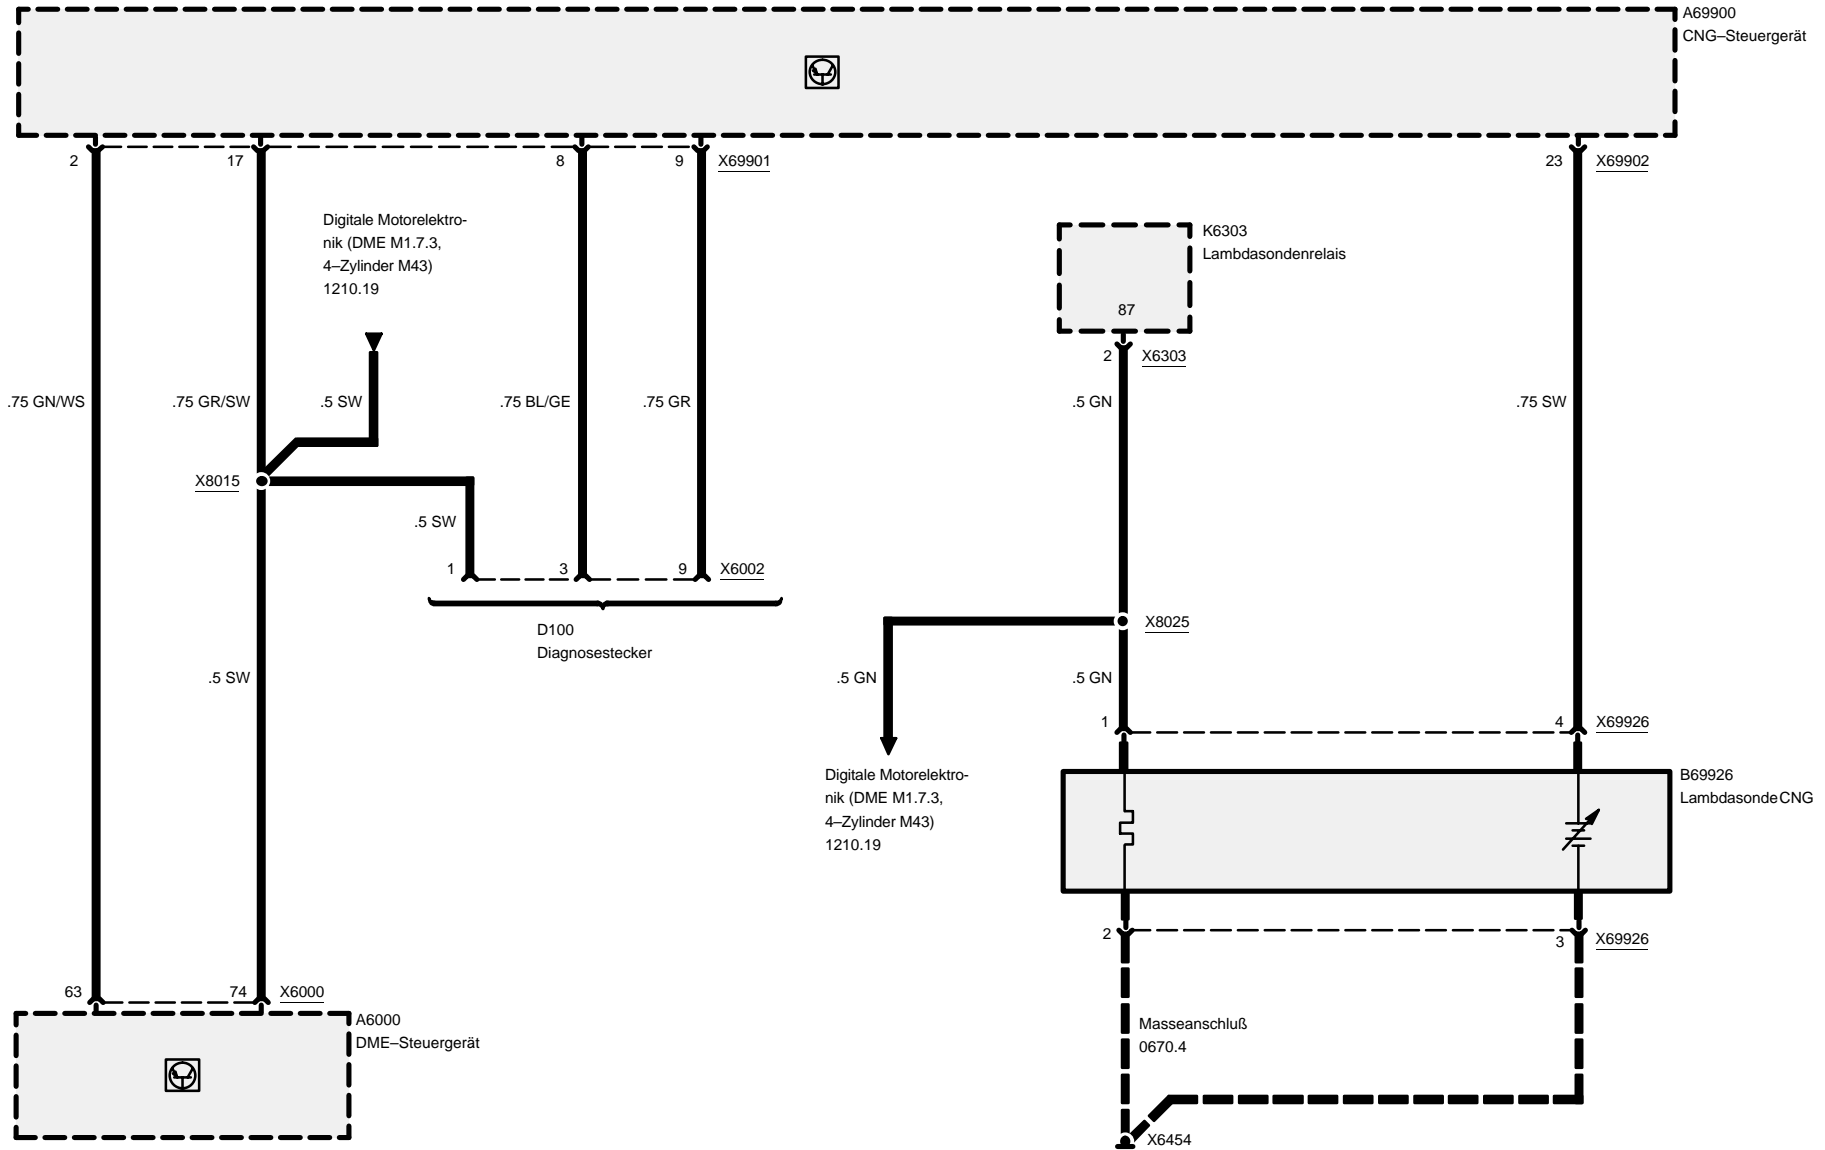 A69900
CNG–Steuergerät
2
17
8
9
X69901
23
X69902
Digitale Motorelektro-
nik (DME M1.7.3,
4–Zylinder M43)
1210.19
K6303
Lambdasondenrelais
87
2
X6303
.75 GN/WS
.75 GR/SW
.5 SW
.75 BL/GE
.75 GR
.5 GN
.75 SW
X8015
.5 SW
1
3
9
X6002
D100
Diagnosestecker
X8025
.5 SW
.5 GN
.5 GN
1
4
X69926
Digitale Motorelektro-
nik (DME M1.7.3,
4–Zylinder M43)
1210.19
B69926
Lambdasonde CNG
2
3
X69926
63
74
X6000
A6000
DME–Steuergerät
Masseanschluß
0670.4
X6454